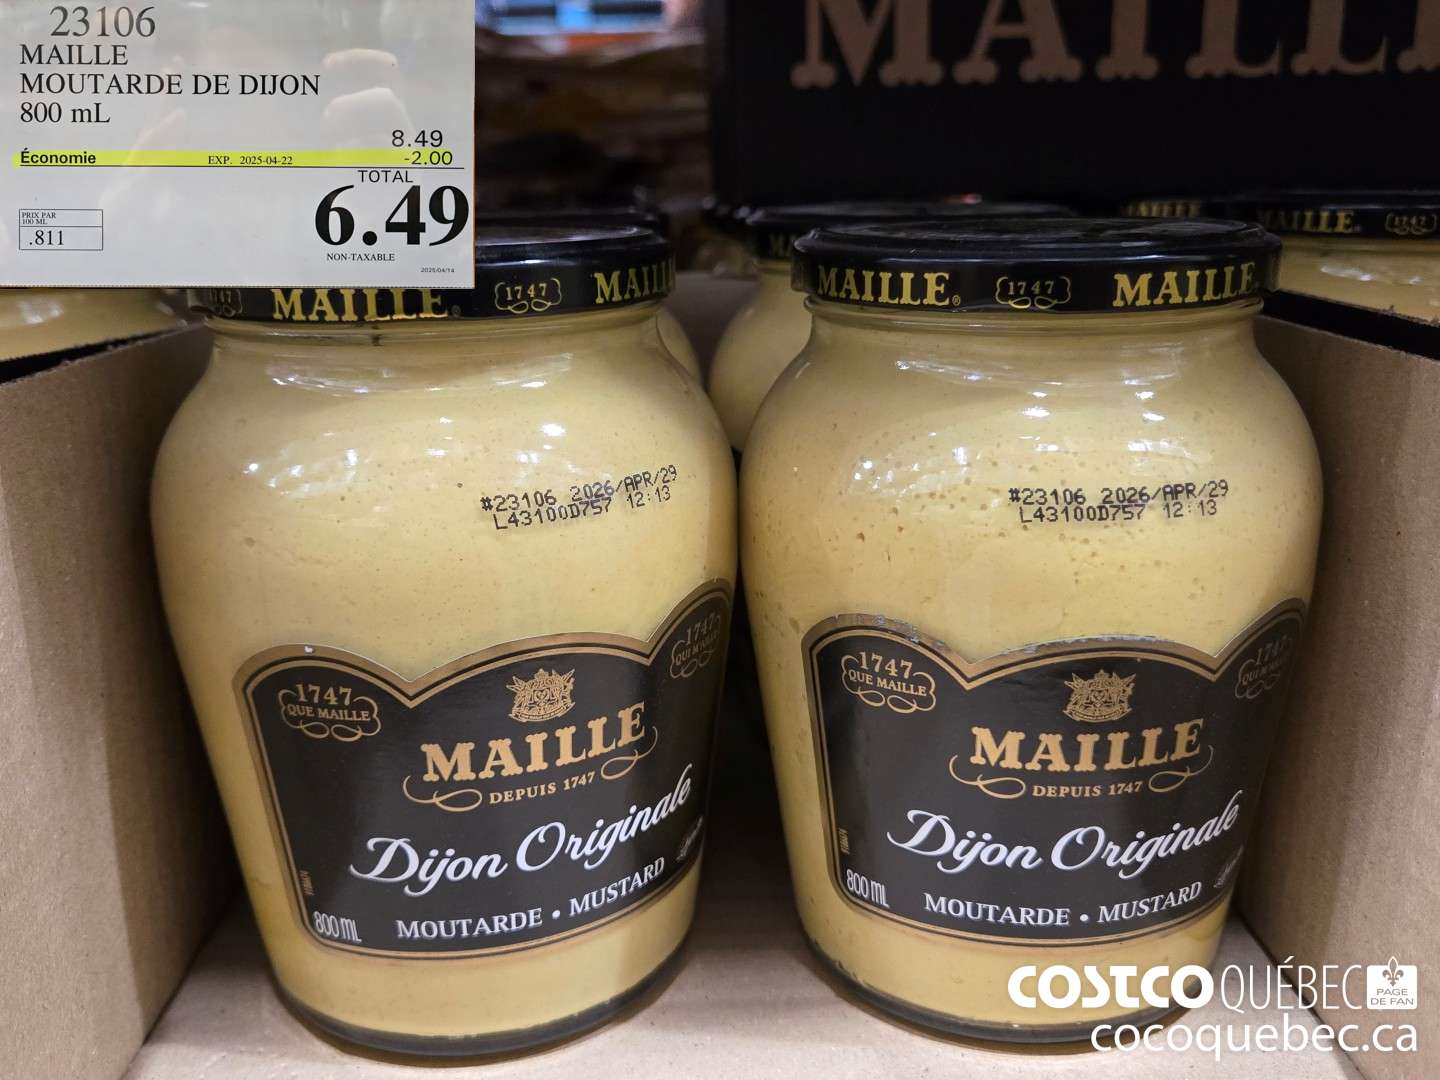 23106
MAILLE
MOUTARDE DE DIJON
800 mL
8.49
Économie EXP. 2025-04-22 -2.00
TOTAL
6.49
PRIX PAR
100 ML
.811
NON-TAXABLE
2025/04/14
MAILLE
MAILLE
MAILLE. 1747
1747 MAILLE® 1747 MAILLE
MAILLE® 1747 MAILLE
#23106 2026/APR/29
L43100D757 12:13
1747
QUE MAILLE
1747
MAILLE
DEPUIS 1747
Dijon Originale
MOUTARDE • MUSTARD
800 mL
#23106 2026/APR/29
L43100D757 12:13
1747
QUE MAILLE
1747
MAILLE
DEPUIS 1747
Dijon Originale
MOUTARDE • MUSTARD
800 mL
COSTCO QUÉBEC PAGE DE FAN
cocoquebec.ca